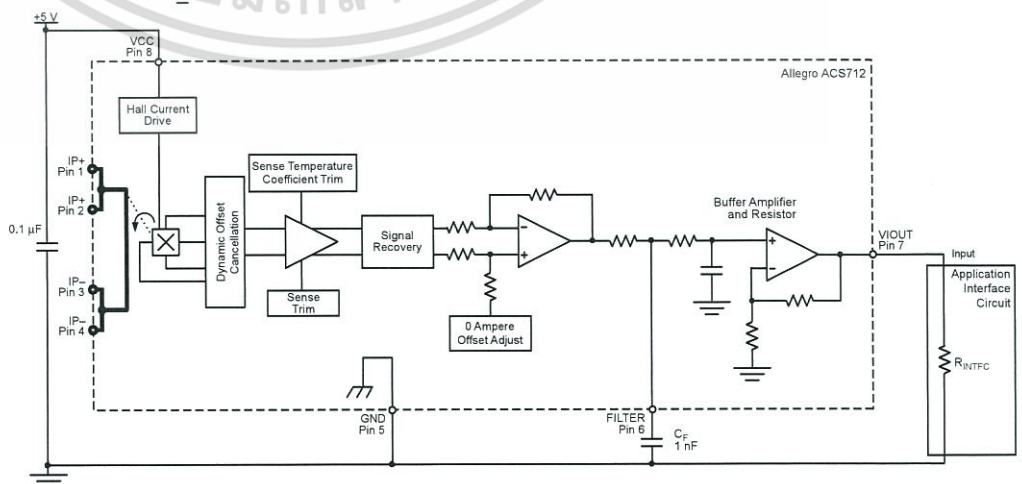 +5 V
VCC
Pin 8
Allegro ACS712
Hall Current
Drive
IP+
Pin 1
IP+
Pin 2
0.1 µF
IP–
Pin 3
IP–
Pin 4
Dynamic Offset
Cancellation
Sense Temperature
Coefficient Trim
Sense
Trim
Signal
Recovery
0 Ampere
Offset Adjust
Buffer Amplifier
and Resistor
VIOUT
Pin 7
Input
Application
Interface
Circuit
RINTFC
GND
Pin 5
FILTER
Pin 6
CF
1 nF